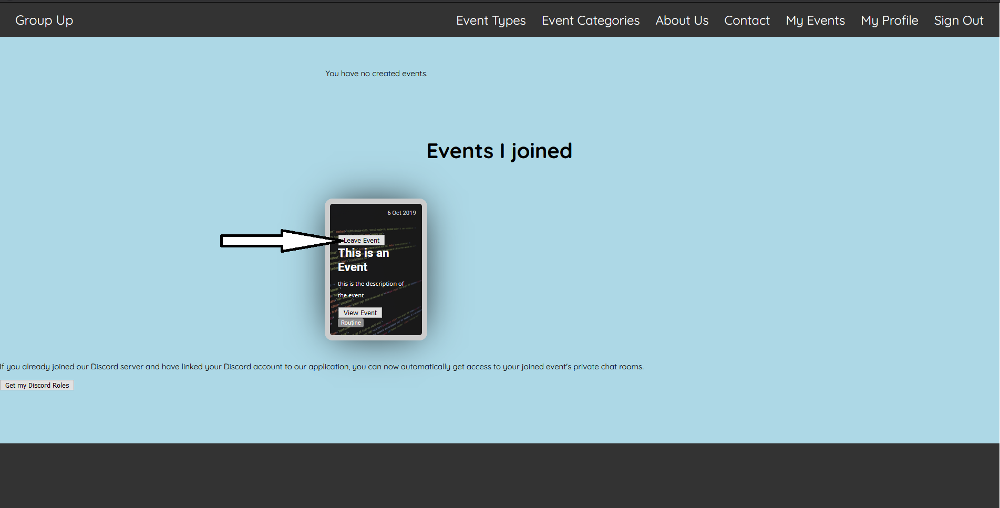 Group Up
Event Types
Event Categories
About Us
Contact
My Events
My Profile
Sign Out
You have no created events.
Events I joined
6 Oct 2019
Leave Event
This is an
Event
this is the description of
the event
View Event
Routine
If you already joined our Discord server and have linked your Discord account to our application, you can now automatically get access to your joined event's private chat rooms.
Get my Discord Roles